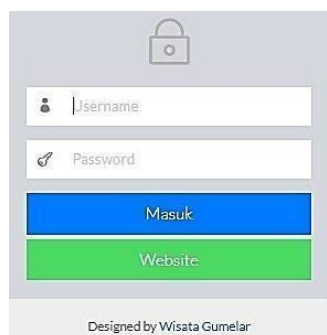 Username
Password
Masuk
Website
Designed by Wisata Gumelar